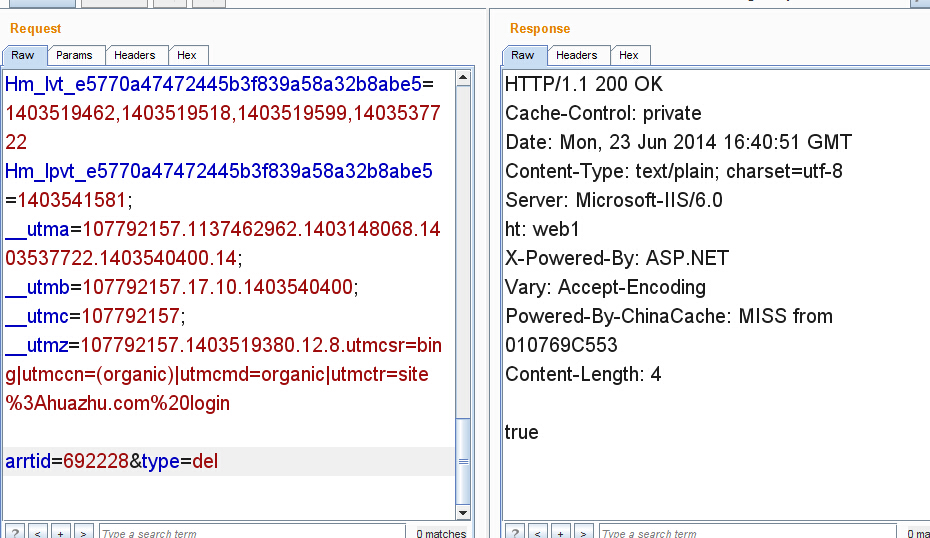 Request
Raw
Params
Headers
Hex
Hm_lvt_e5770a47472445b3f839a58a32b8abe5=
1403519462,1403519518,1403519599,14035377
22
Hm_lpvt_e5770a47472445b3f839a58a32b8abe5
=1403541581;
__utma=107792157.1137462962.1403148068.14
03537722.1403540400.14;
__utmb=107792157.17.10.1403540400;
__utmc=107792157;
__utmz=107792157.1403519380.12.8.utmcsr=bin
g|utmccn=(organic)|utmcmd=organic|utmctr=site
%3Ahuazhu.com%20login
arrtid=692228&type=del
? < + > Type a search term 0 matches
Response
Raw
Headers
Hex
HTTP/1.1 200 OK
Cache-Control: private
Date: Mon, 23 Jun 2014 16:40:51 GMT
Content-Type: text/plain; charset=utf-8
Server: Microsoft-IIS/6.0
ht: web1
X-Powered-By: ASP.NET
Vary: Accept-Encoding
Powered-By-ChinaCache: MISS from
010769C553
Content-Length: 4
true
? < + > Type a search term 0 ma